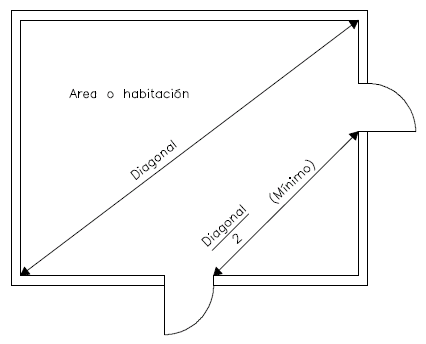 Area o habitación
Diagonal
Diagonal
2
(Mínimo)